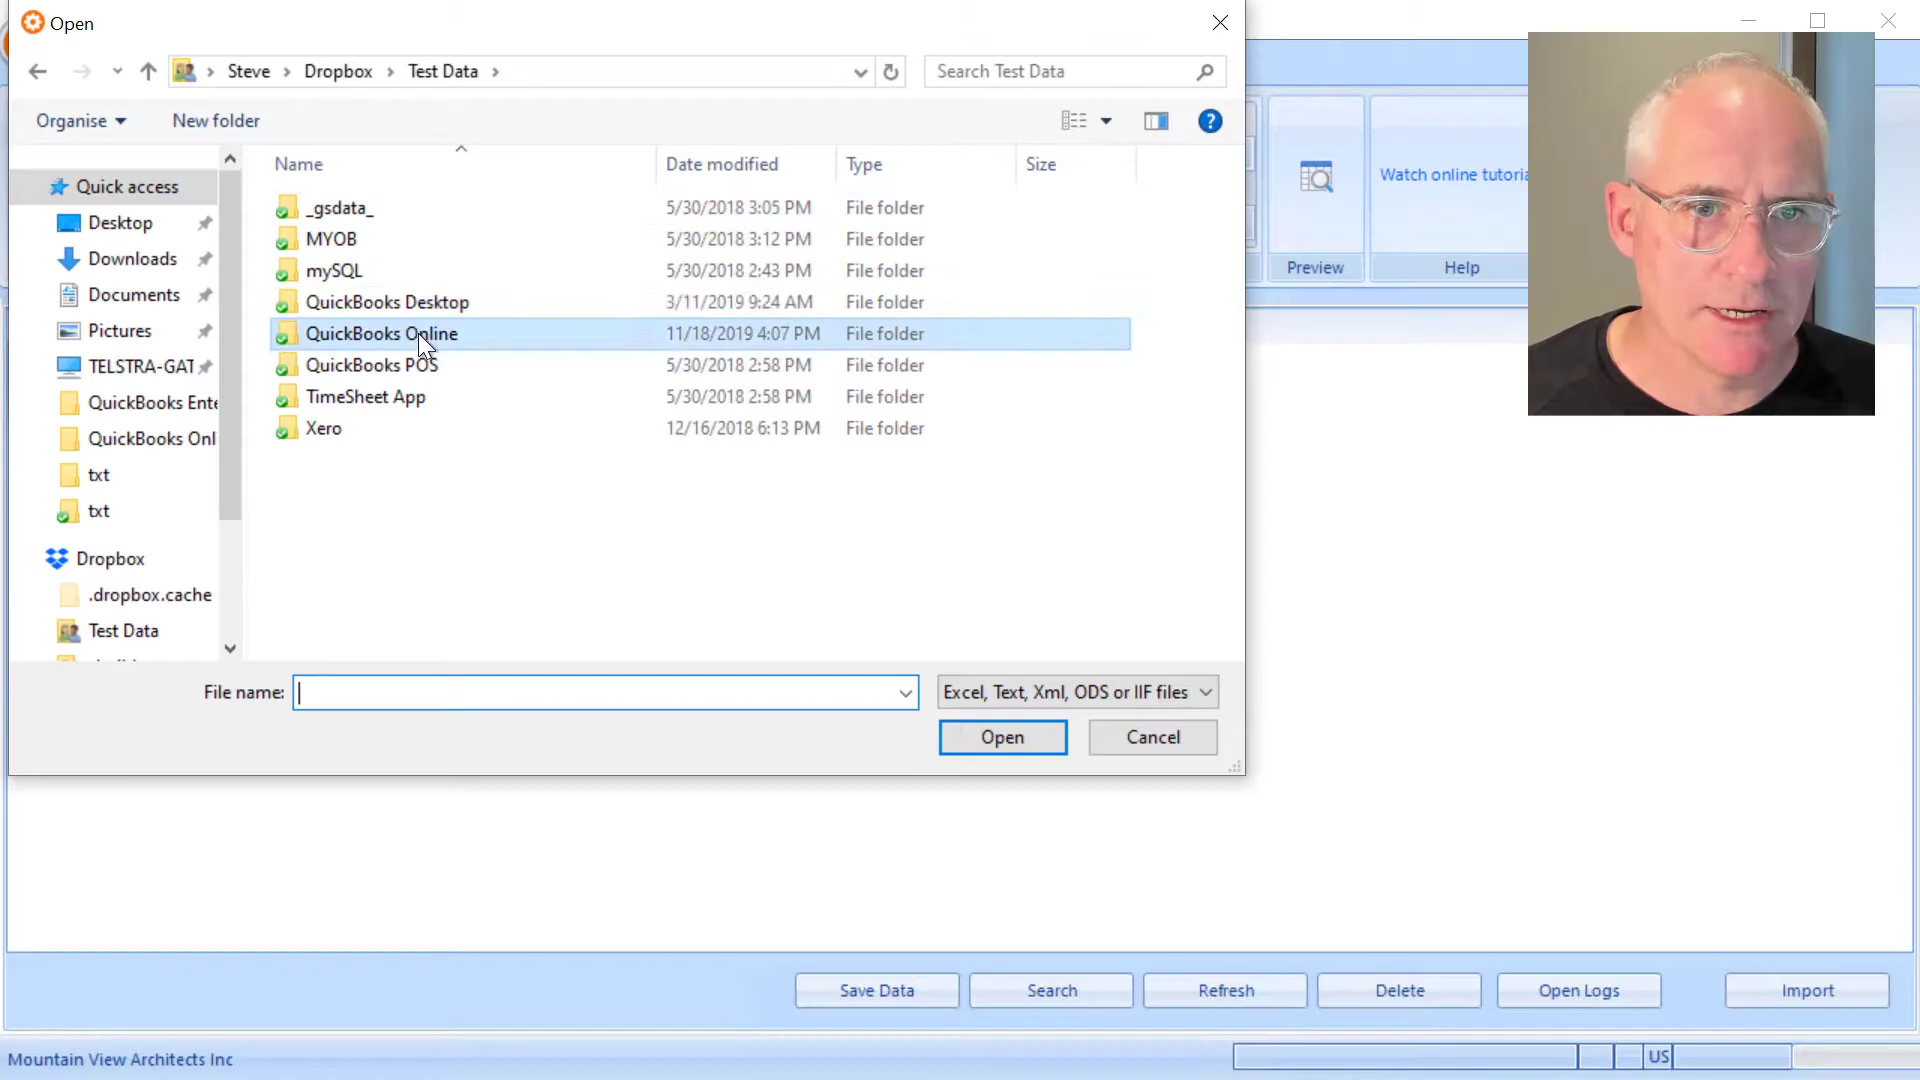 Open
Steve > Dropbox > Test Data >
Search Test Data
Organise
New folder
Name
Date modified
Type
Size
Quick access
Desktop
Downloads
Documents
Pictures
TELSTRA-GAT
QuickBooks Ente
QuickBooks Onl
txt
txt
Dropbox
.dropbox.cache
Test Data
_gsdata_ 5/30/2018 3:05 PM File folder
MYOB 5/30/2018 3:12 PM File folder
mySQL 5/30/2018 2:43 PM File folder
QuickBooks Desktop 3/11/2019 9:24 AM File folder
QuickBooks Online 11/18/2019 4:07 PM File folder
QuickBooks POS 5/30/2018 2:58 PM File folder
TimeSheet App 5/30/2018 2:58 PM File folder
Xero 12/16/2018 6:13 PM File folder
File name:
Excel, Text, Xml, ODS or IIF files
Open
Cancel
Watch online tutoria
Preview
Help
Save Data
Search
Refresh
Delete
Open Logs
Import
Mountain View Architects Inc
US